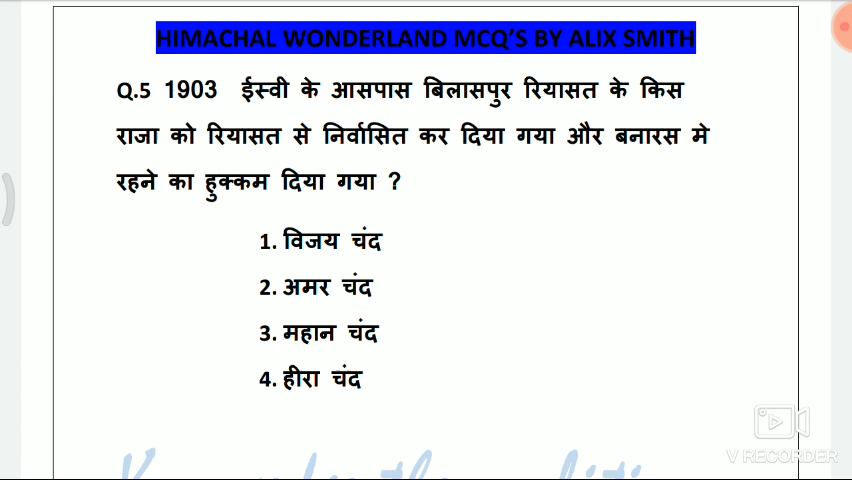 HIMACHAL WONDERLAND MCQ'S BY ALIX SMITH
Q.5 1903 ईस्वी के आसपास बिलासपुर रियासत के किस
राजा को रियासत से निर्वासित कर दिया गया और बनारस मे
रहने का हुक्कम दिया गया ?
1. विजय चंद
2. अमर चंद
3. महान चंद
4. हीरा चंद
V RECORDER